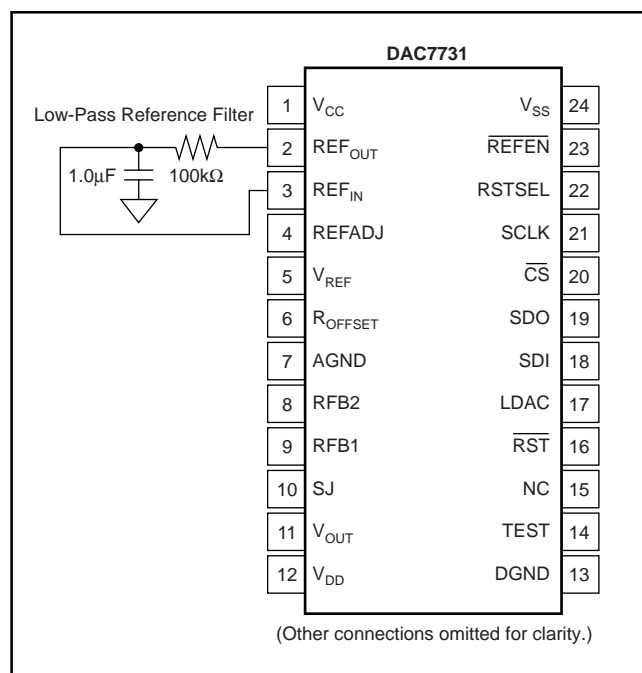 DAC7731
Low-Pass Reference Filter
1.0µF
100kΩ
1 V_CC
2 REF_OUT
3 REF_IN
4 REFADJ
5 V_REF
6 R_OFFSET
7 AGND
8 RFB2
9 RFB1
10 SJ
11 V_OUT
12 V_DD
V_SS 24
R̅E̅F̅E̅N̅ 23
RSTSEL 22
SCLK 21
C̅S̅ 20
SDO 19
SDI 18
LDAC 17
R̅S̅T̅ 16
NC 15
TEST 14
DGND 13
(Other connections omitted for clarity.)